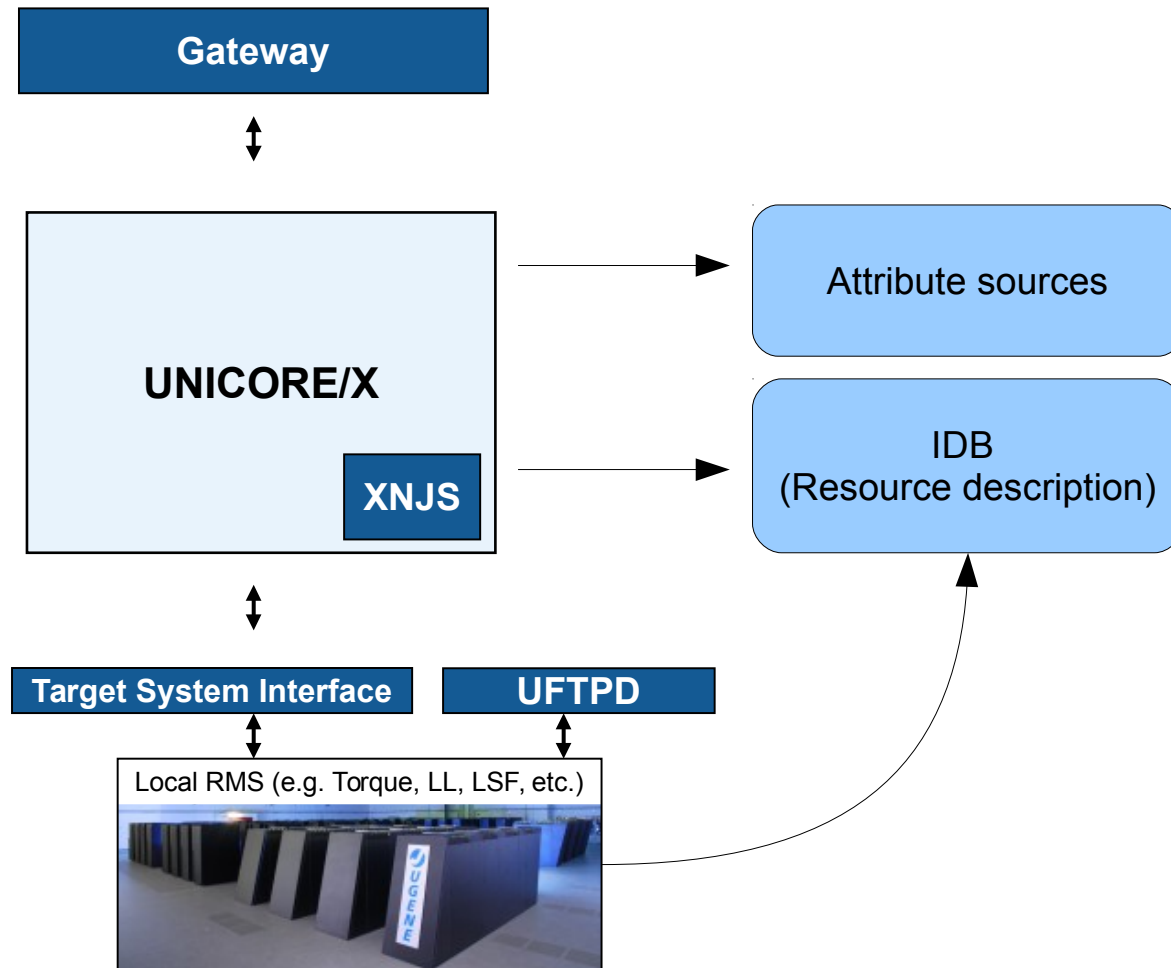 Gateway
UNICORE/X
XNJS
Attribute sources
IDB
(Resource description)
Target System Interface
UFTPD
Local RMS (e.g. Torque, LL, LSF, etc.)
JUGENE